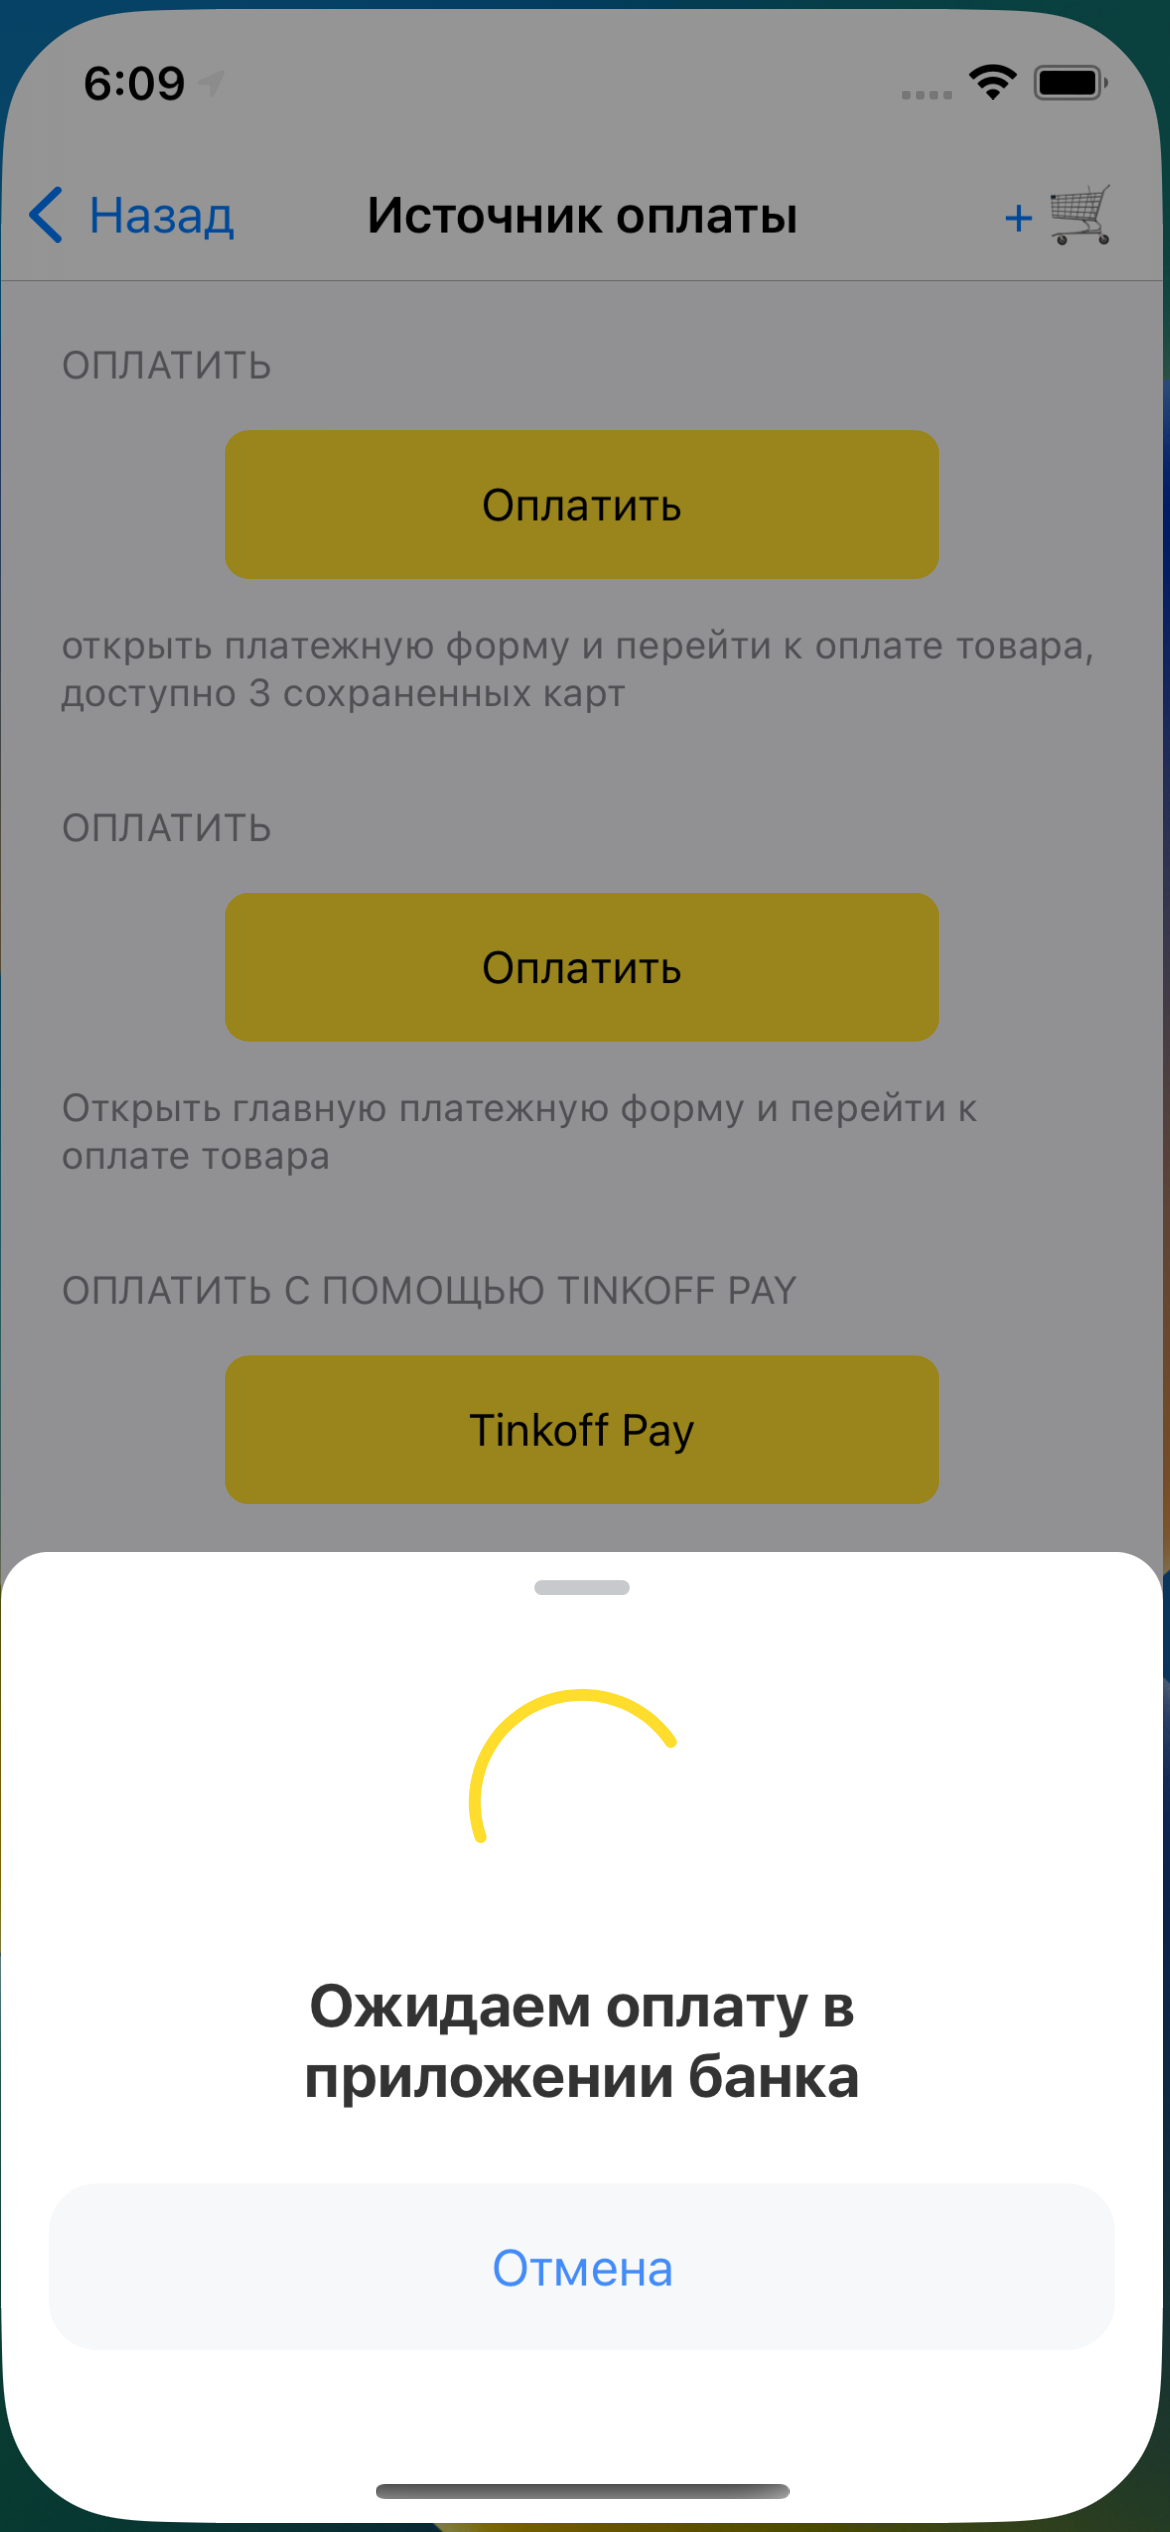 6:09
Назад
Источник оплаты
+
ОПЛАТИТЬ
Оплатить
открыть платежную форму и перейти к оплате товара,
доступно 3 сохраненных карт
ОПЛАТИТЬ
Оплатить
Открыть главную платежную форму и перейти к
оплате товара
ОПЛАТИТЬ С ПОМОЩЬЮ TINKOFF PAY
Tinkoff Pay
Ожидаем оплату в
приложении банка
Отмена